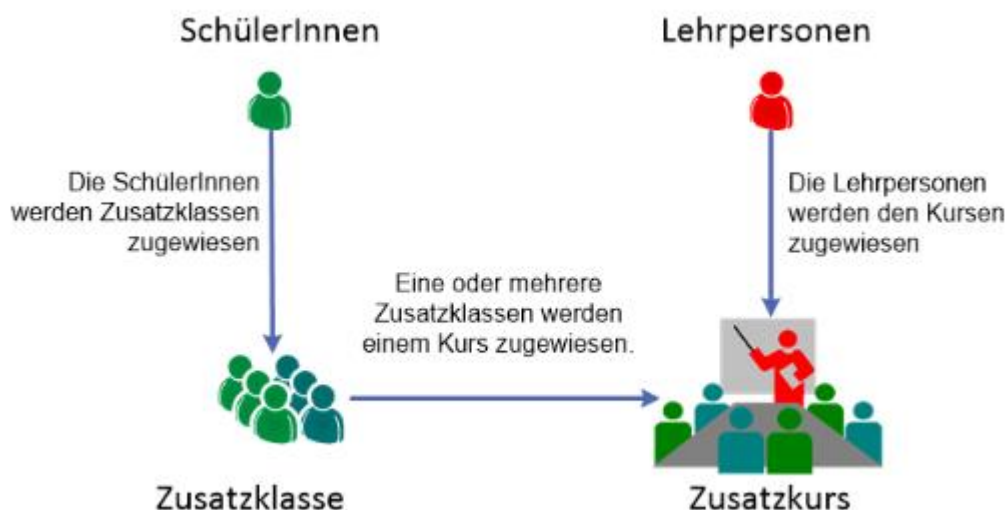 SchülerInnen
Lehrpersonen
Die SchülerInnen
werden Zusatzklassen
zugewiesen
Die Lehrpersonen
werden den Kursen
zugewiesen
Eine oder mehrere
Zusatzklassen werden
einem Kurs zugewiesen.
Zusatzklasse
Zusatzkurs